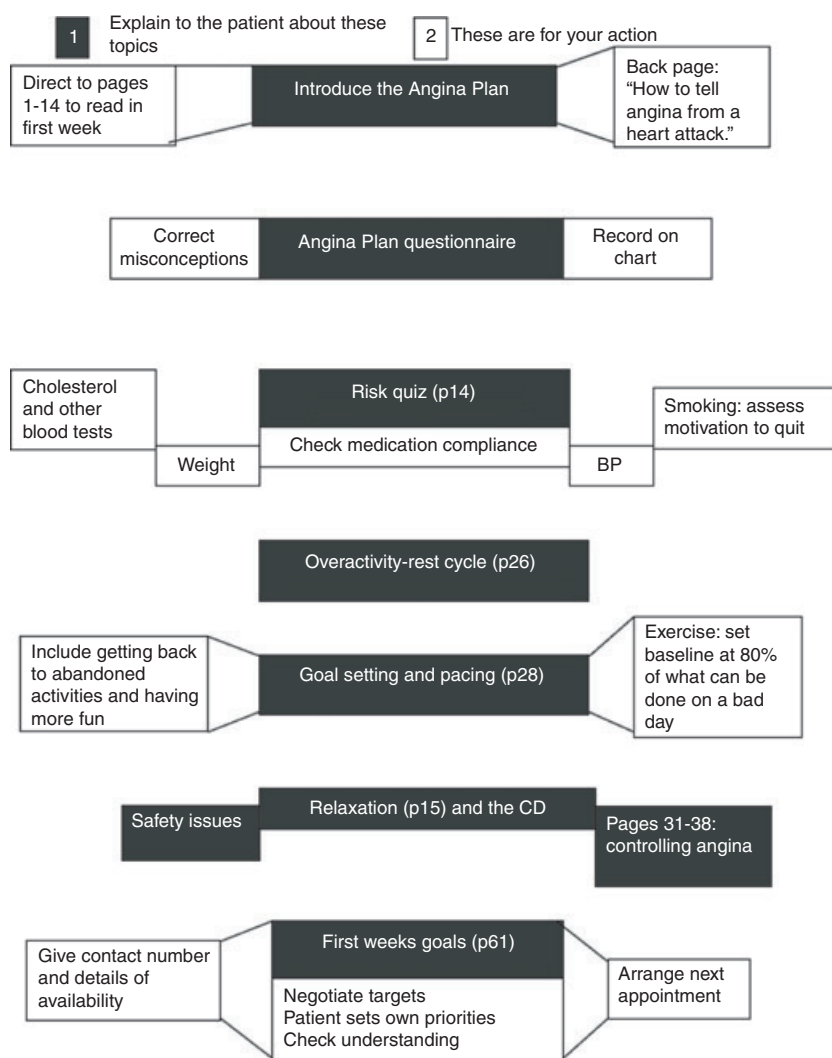 1
Explain to the patient about these
topics
2
These are for your action
Direct to pages
1-14 to read in
first week
Introduce the Angina Plan
Back page:
“How to tell
angina from a
heart attack.”
Correct
misconceptions
Angina Plan questionnaire
Record on
chart
Cholesterol
and other
blood tests
Weight
Risk quiz (p14)
Check medication compliance
BP
Smoking: assess
motivation to quit
Overactivity-rest cycle (p26)
Include getting back
to abandoned
activities and having
more fun
Goal setting and pacing (p28)
Exercise: set
baseline at 80%
of what can be
done on a bad
day
Safety issues
Relaxation (p15) and the CD
Pages 31-38:
controlling angina
Give contact number
and details of
availability
First weeks goals (p61)
Negotiate targets
Patient sets own priorities
Check understanding
Arrange next
appointment